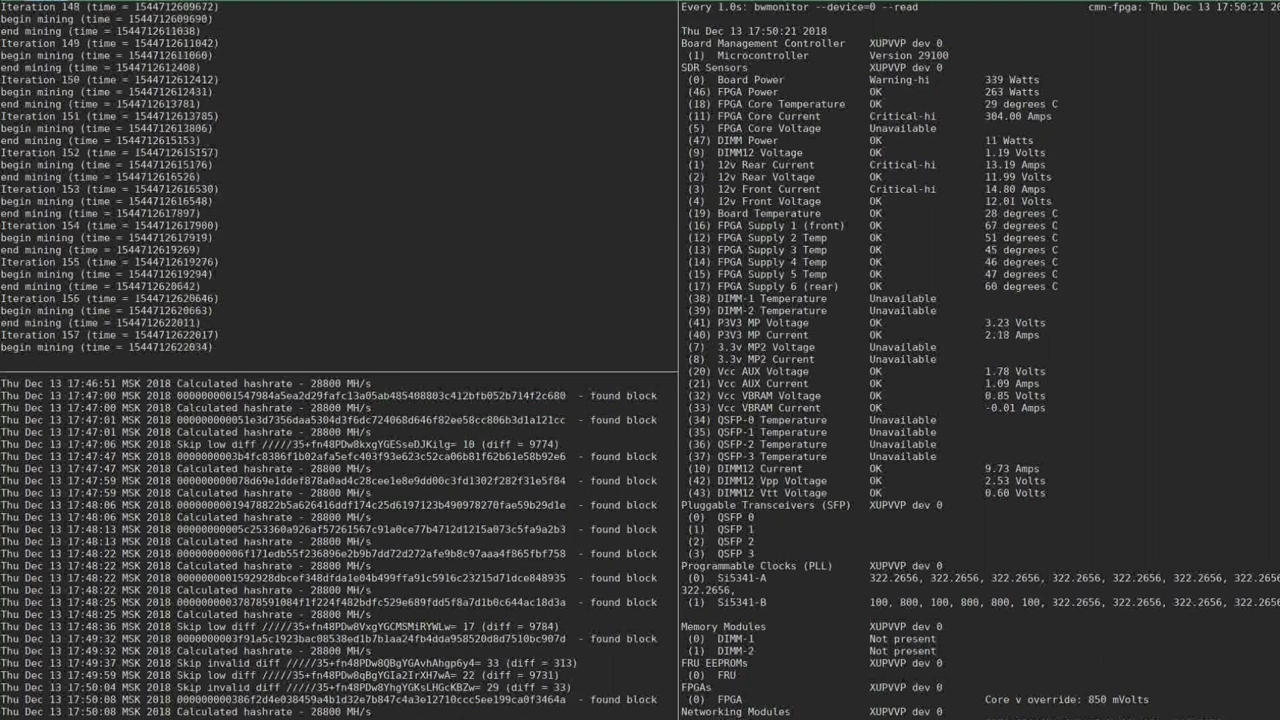 Iteration 148 (time = 1544712609672)
begin mining (time = 1544712609690)
end mining (time = 1544712611038)
Iteration 149 (time = 1544712611042)
begin mining (time = 1544712611060)
end mining (time = 1544712612408)
Iteration 150 (time = 1544712612412)
begin mining (time = 1544712612431)
end mining (time = 1544712613781)
Iteration 151 (time = 1544712613785)
begin mining (time = 1544712613806)
end mining (time = 1544712615153)
Iteration 152 (time = 1544712615157)
begin mining (time = 1544712615176)
end mining (time = 1544712616526)
Iteration 153 (time = 1544712616530)
begin mining (time = 1544712616548)
end mining (time = 1544712617897)
Iteration 154 (time = 1544712617900)
begin mining (time = 1544712617919)
end mining (time = 1544712619269)
Iteration 155 (time = 1544712619276)
begin mining (time = 1544712619294)
end mining (time = 1544712620642)
Iteration 156 (time = 1544712620646)
begin mining (time = 1544712620663)
end mining (time = 1544712622011)
Iteration 157 (time = 1544712622017)
begin mining (time = 1544712622034)
Thu Dec 13 17:46:51 MSK 2018 Calculated hashrate - 28800 MH/s
Thu Dec 13 17:47:00 MSK 2018 0000000001547984a5ea2d29fafc13a05ab485408803c412bfb052b714f2c680 - found block
Thu Dec 13 17:47:00 MSK 2018 Calculated hashrate - 28800 MH/s
Thu Dec 13 17:47:01 MSK 2018 00000000051e3d7356daa5304d3f6dc724068d646f82ee58cc806b3d1a121cc - found block
Thu Dec 13 17:47:01 MSK 2018 Calculated hashrate - 28800 MH/s
Thu Dec 13 17:47:06 MSK 2018 Skip low diff /////35+fn48PDw8kxgYGESseDJKilg= 10 (diff = 9774)
Thu Dec 13 17:47:47 MSK 2018 000000003b4fc8386f1b02afa5efc403f93e623c52ca06b81f62b61e58b92e6 - found block
Thu Dec 13 17:47:47 MSK 2018 Calculated hashrate - 28800 MH/s
Thu Dec 13 17:47:59 MSK 2018 0000000078d69e1ddef878a0ad4c28cee1e8e9dd00c3fd1302f282f31e5f84 - found block
Thu Dec 13 17:47:59 MSK 2018 Calculated hashrate - 28800 MH/s
Thu Dec 13 17:48:06 MSK 2018 00000000019478822b5a626416ddf174c25d6197123b490978270fae59b29d1e - found block
Thu Dec 13 17:48:06 MSK 2018 Calculated hashrate - 28800 MH/s
Thu Dec 13 17:48:13 MSK 2018 0000000005c253360a926af57261567c91a0ce77b4712d1215a073c5fa9a2b3 - found block
Thu Dec 13 17:48:13 MSK 2018 Calculated hashrate - 28800 MH/s
Thu Dec 13 17:48:22 MSK 2018 00000000006f171edb55f236896e2b9b7dd72d272afe9b8c97aaa4f865fbf758 - found block
Thu Dec 13 17:48:22 MSK 2018 Calculated hashrate - 28800 MH/s
Thu Dec 13 17:48:22 MSK 2018 00000000001592928dbcef348dfda1e04b499ffa91c5916c23215d71dce848935 - found block
Thu Dec 13 17:48:22 MSK 2018 Calculated hashrate - 28800 MH/s
Thu Dec 13 17:48:25 MSK 2018 00000000037878591084f1f224f482bdfc529e689fdd5f8a7d1b0c644ac18d3a - found block
Thu Dec 13 17:48:25 MSK 2018 Calculated hashrate - 28800 MH/s
Thu Dec 13 17:48:36 MSK 2018 Skip low diff /////35+fn48PDw8VxgYGCMSMiRYWLw= 17 (diff = 9784)
Thu Dec 13 17:49:32 MSK 2018 0000000003f91a5c1923bac08538ed1b7b1aa24fb4dda958520d8d7510bc907d - found block
Thu Dec 13 17:49:32 MSK 2018 Calculated hashrate - 28800 MH/s
Thu Dec 13 17:49:37 MSK 2018 Skip invalid diff /////35+fn48PDw8QBgYGAvhAhgp6y4= 33 (diff = 313)
Thu Dec 13 17:49:59 MSK 2018 Skip low diff /////35+fn48PDw8qBgYGIa2IrXH7wA= 22 (diff = 9731)
Thu Dec 13 17:50:04 MSK 2018 Skip invalid diff /////35+fn48PDw8YhgYGKsLHGcKBZw= 29 (diff = 33)
Thu Dec 13 17:50:08 MSK 2018 00000000386f2d4e038459a4b1d32e7b847c4a3e12710ccc5ee199ca0f3464a - found block
Thu Dec 13 17:50:08 MSK 2018 Calculated hashrate - 28800 MH/s
Every 1.0s: bwmonitor --device=0 --read cmn-fpga: Thu Dec 13 17:50:21 20
Thu Dec 13 17:50:21 2018
Board Management Controller XUPVVP dev 0
(1) Microcontroller Version 29100
SDR Sensors XUPVVP dev 0
(0) Board Power Warning-hi 339 Watts
(46) FPGA Power OK 263 Watts
(18) FPGA Core Temperature OK 29 degrees C
(11) FPGA Core Current Critical-hi 304.00 Amps
(5) FPGA Core Voltage Unavailable
(47) DIMM Power OK 11 Watts
(9) DIMM12 Voltage OK 1.19 Volts
(1) 12v Rear Current Critical-hi 13.19 Amps
(2) 12v Rear Voltage OK 11.99 Volts
(3) 12v Front Current Critical-hi 14.80 Amps
(4) 12v Front Voltage OK 12.01 Volts
(19) Board Temperature OK 28 degrees C
(16) FPGA Supply 1 (front) OK 67 degrees C
(12) FPGA Supply 2 Temp OK 51 degrees C
(13) FPGA Supply 3 Temp OK 45 degrees C
(14) FPGA Supply 4 Temp OK 46 degrees C
(15) FPGA Supply 5 Temp OK 47 degrees C
(17) FPGA Supply 6 (rear) OK 60 degrees C
(38) DIMM-1 Temperature Unavailable
(39) DIMM-2 Temperature Unavailable
(41) P3V3 MP Voltage OK 3.23 Volts
(40) P3V3 MP Current OK 2.18 Amps
(7) 3.3v MP2 Voltage Unavailable
(8) 3.3v MP2 Current Unavailable
(20) Vcc AUX Voltage OK 1.78 Volts
(21) Vcc AUX Current OK 1.09 Amps
(32) Vcc VBRAM Voltage OK 0.85 Volts
(33) Vcc VBRAM Current OK -0.01 Amps
(34) QSFP-0 Temperature Unavailable
(35) QSFP-1 Temperature Unavailable
(36) QSFP-2 Temperature Unavailable
(37) QSFP-3 Temperature Unavailable
(10) DIMM12 Current OK 9.73 Amps
(42) DIMM12 Vpp Voltage OK 2.53 Volts
(43) DIMM12 Vtt Voltage OK 0.60 Volts
Pluggable Transceivers (SFP) XUPVVP dev 0
(0) QSFP 0
(1) QSFP 1
(2) QSFP 2
(3) QSFP 3
Programmable Clocks (PLL) XUPVVP dev 0
(0) Si5341-A 322.2656, 322.2656, 322.2656, 322.2656, 322.2656, 322.2656, 322.2656
322.2656,
(1) Si5341-B 100, 800, 100, 800, 800, 100, 322.2656, 322.2656, 322.2656, 322.2656
Memory Modules XUPVVP dev 0
(0) DIMM-1 Not present
(1) DIMM-2 Not present
FRU EEPROMs XUPVVP dev 0
(0) FRU
FPGAs XUPVVP dev 0
(0) FPGA Core v override: 850 mVolts
Networking Modules XUPVVP dev 0